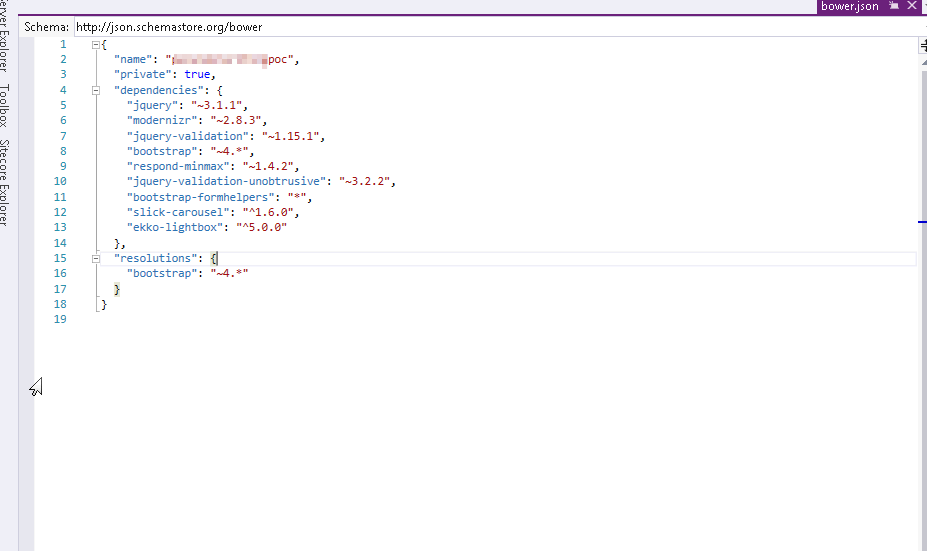 bower.json
Schema: http://json.schemastore.org/bower
Server Explorer
Toolbox
Sitecore Explorer
1 {
2 "name": " poc",
3 "private": true,
4 "dependencies": {
5 "jquery": "~3.1.1",
6 "modernizr": "~2.8.3",
7 "jquery-validation": "~1.15.1",
8 "bootstrap": "~4.*",
9 "respond-minmax": "~1.4.2",
10 "jquery-validation-unobtrusive": "~3.2.2",
11 "bootstrap-formhelpers": "*",
12 "slick-carousel": "^1.6.0",
13 "ekko-lightbox": "^5.0.0"
14 },
15 "resolutions": {
16 "bootstrap": "~4.*"
17 }
18 }
19